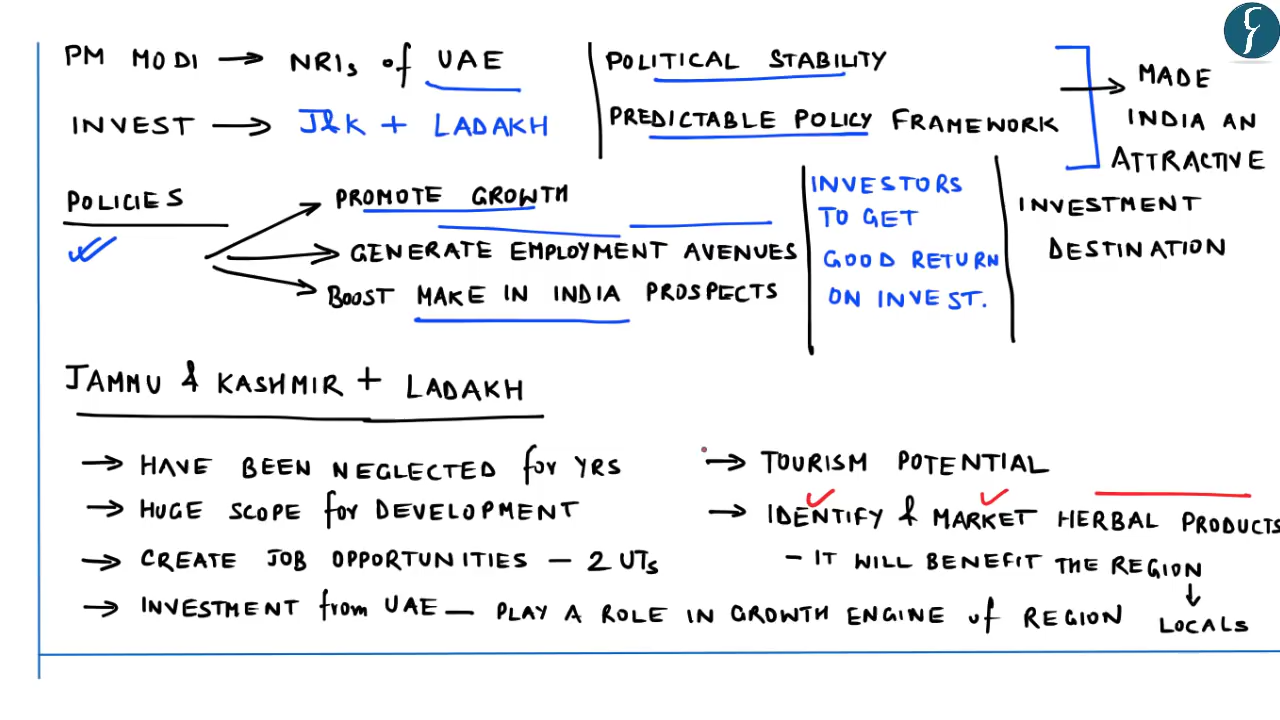 PM MODI → NRIs of UAE
INVEST → J&K + LADAKH
POLITICAL STABILITY
PREDICTABLE POLICY FRAMEWORK
→ MADE
INDIA AN
ATTRACTIVE
INVESTMENT
DESTINATION
POLICIES
PROMOTE GROWTH
GENERATE EMPLOYMENT AVENUES
BOOST MAKE IN INDIA PROSPECTS
INVESTORS
TO GET
GOOD RETURN
ON INVEST.
JAMMU & KASHMIR + LADAKH
→ HAVE BEEN NEGLECTED for YRS
→ HUGE SCOPE for DEVELOPMENT
→ CREATE JOB OPPORTUNITIES – 2 UTs
→ INVESTMENT from UAE – PLAY A ROLE IN GROWTH ENGINE of REGION
→ TOURISM POTENTIAL
→ IDENTIFY & MARKET HERBAL PRODUCTS
– IT WILL BENEFIT THE REGION
↓
LOCALS